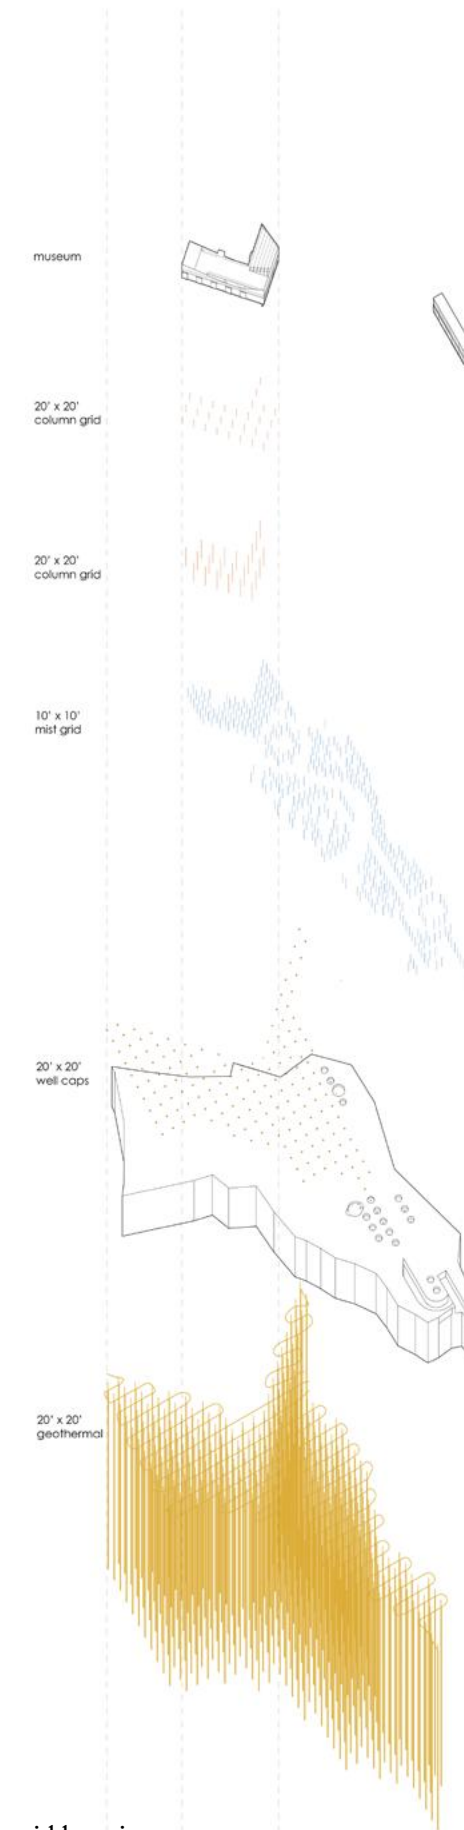 museum
20' x 20'
column grid
20' x 20'
column grid
10' x 10'
mist grid
20' x 20'
well caps
20' x 20'
geothermal